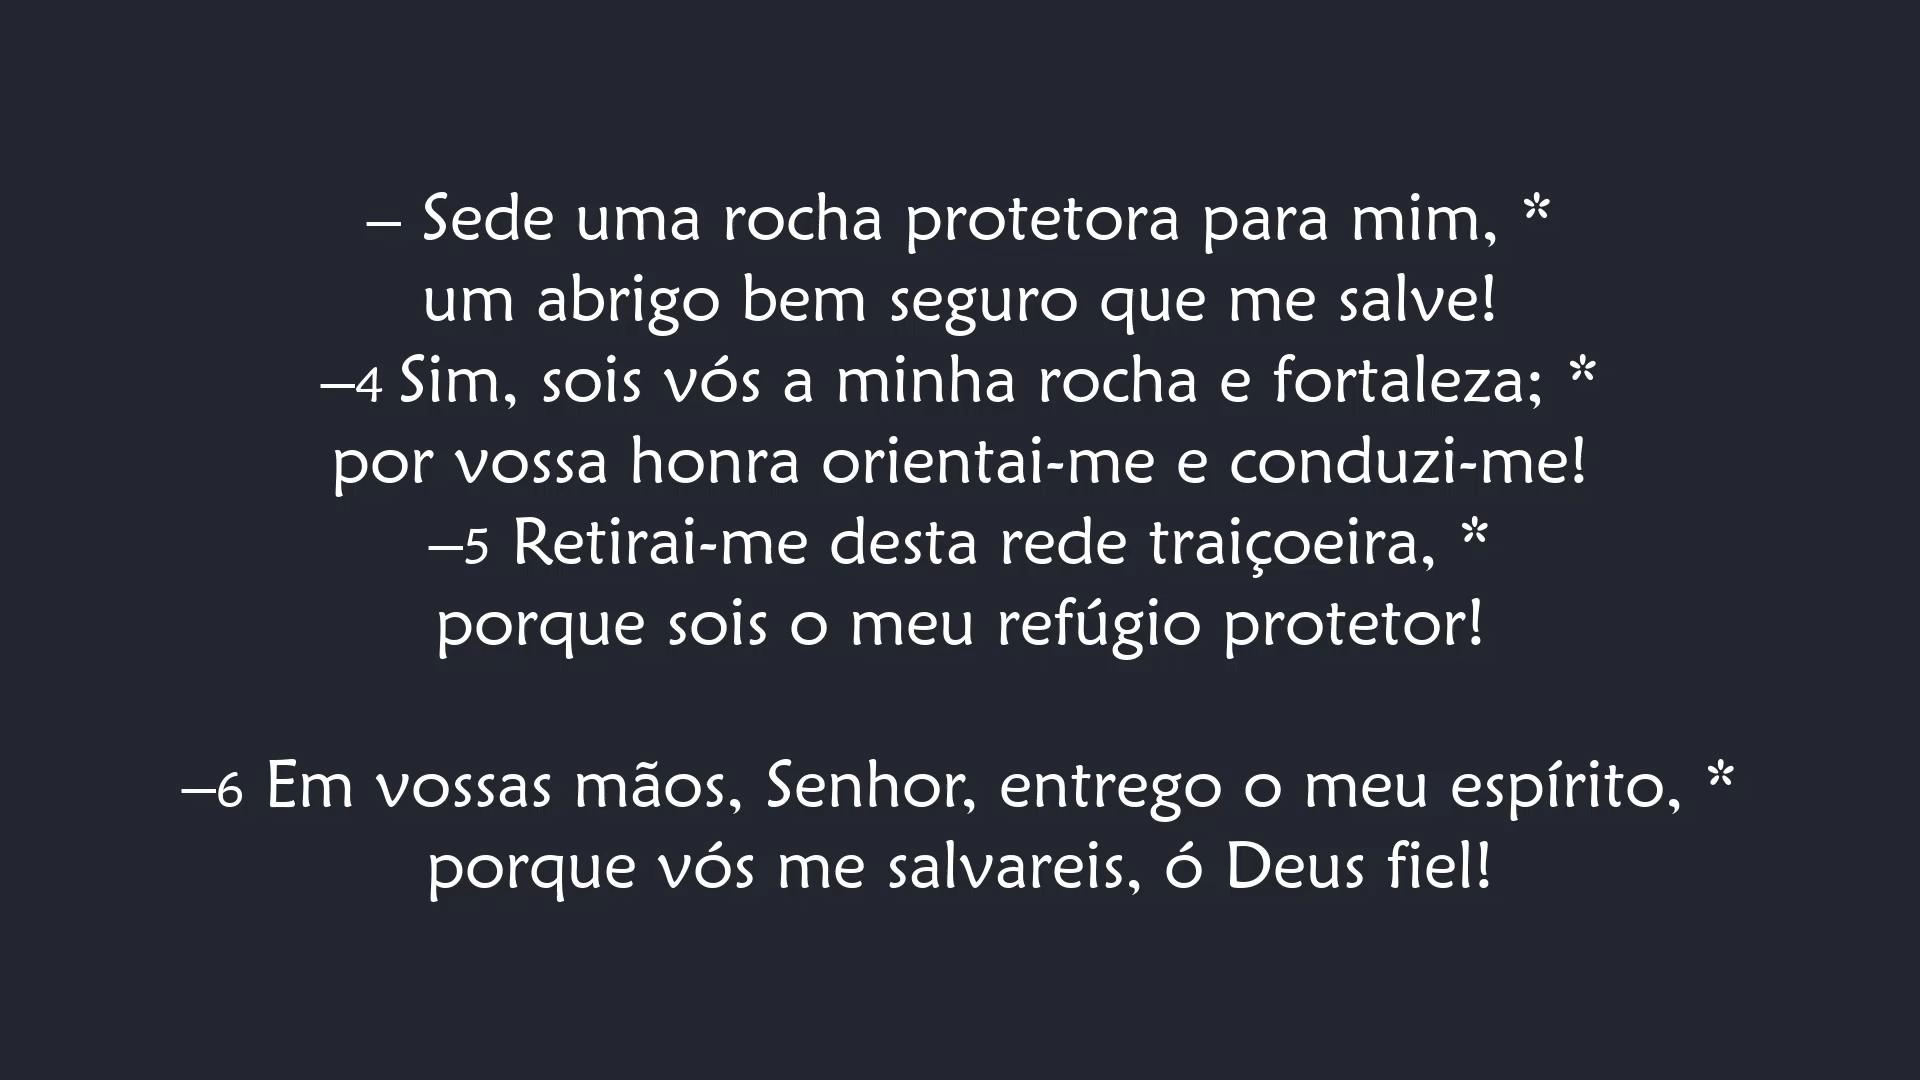 – Sede uma rocha protetora para mim, *
um abrigo bem seguro que me salve!
–4 Sim, sois vós a minha rocha e fortaleza; *
por vossa honra orientai-me e conduzi-me!
–5 Retirai-me desta rede traiçoeira, *
porque sois o meu refúgio protetor!
–6 Em vossas mãos, Senhor, entrego o meu espírito, *
porque vós me salvareis, ó Deus fiel!